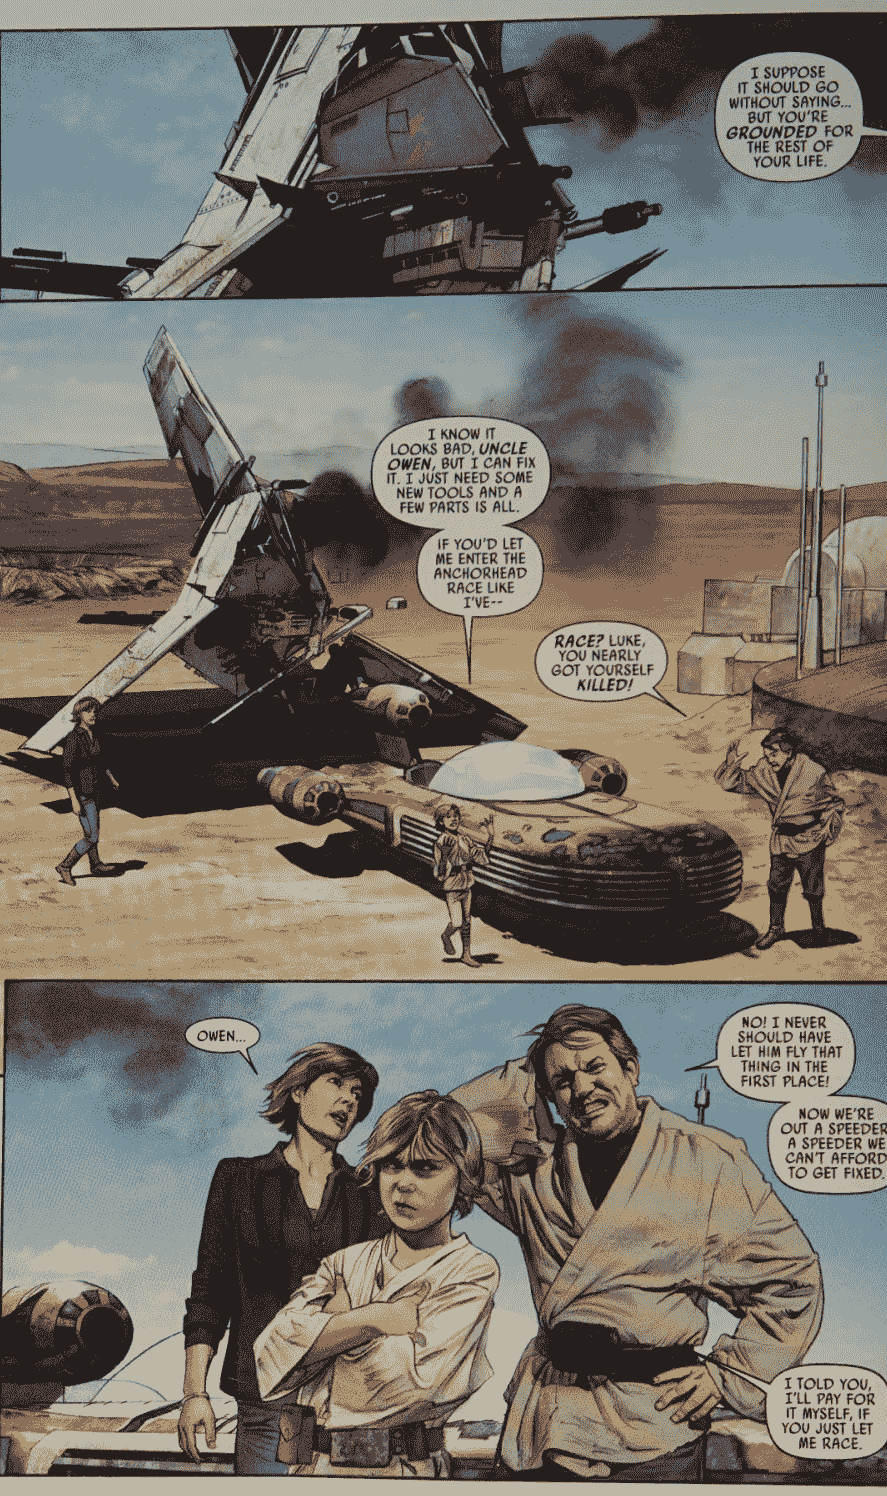 I SUPPOSE
IT SHOULD GO
WITHOUT SAYING...
BUT YOU'RE
GROUNDED FOR
THE REST OF
YOUR LIFE.
I KNOW IT
LOOKS BAD, UNCLE
OWEN, BUT I CAN FIX
IT. I JUST NEED SOME
NEW TOOLS AND A
FEW PARTS IS ALL.
IF YOU'D LET
ME ENTER THE
ANCHORHEAD
RACE LIKE
I'VE--
RACE? LUKE,
YOU NEARLY
GOT YOURSELF
KILLED!
OWEN...
NO! I NEVER
SHOULD HAVE
LET HIM FLY THAT
THING IN THE
FIRST PLACE!
NOW WE'RE
OUT A SPEEDER
A SPEEDER WE
CAN'T AFFORD
TO GET FIXED.
I TOLD YOU,
I'LL PAY FOR
IT MYSELF, IF
YOU JUST LET
ME RACE.